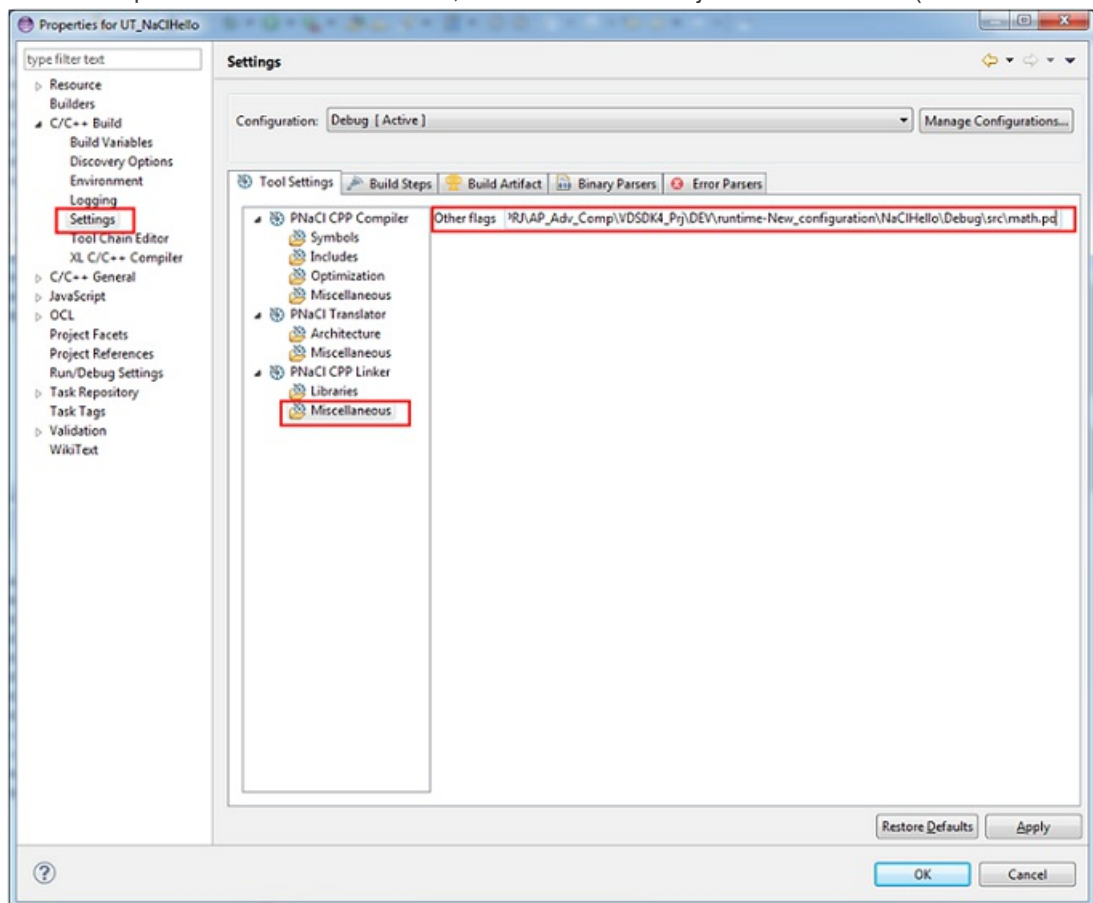 Properties for UT_NaClHello
type filter text
Resource
Builders
C/C++ Build
Build Variables
Discovery Options
Environment
Logging
Settings
Tool Chain Editor
XL C/C++ Compiler
C/C++ General
JavaScript
OCL
Project Facets
Project References
Run/Debug Settings
Task Repository
Task Tags
Validation
WikiText
Settings
Configuration: Debug [ Active ]
Manage Configurations...
Tool Settings Build Steps Build Artifact Binary Parsers Error Parsers
PNaCl CPP Compiler
Symbols
Includes
Optimization
Miscellaneous
PNaCl Translator
Architecture
Miscellaneous
PNaCl CPP Linker
Libraries
Miscellaneous
Other flags PRJ\AP_Adv_Comp\VDSDK4_Prj\DEV\runtime-New_configuration\NaClHello\Debug\src\math.po
Restore Defaults Apply
OK Cancel